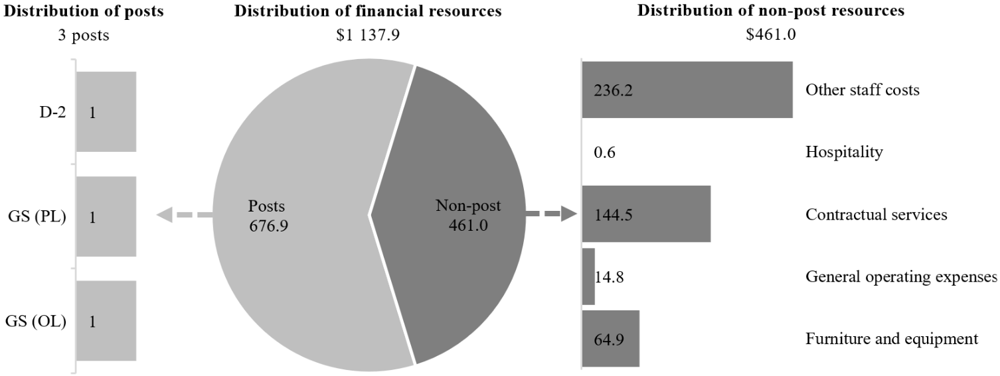 Distribution of posts
3 posts
D-2
1
GS (PL)
1
GS (OL)
1
Distribution of financial resources
$1 137.9
Posts
676.9
Non-post
461.0
Distribution of non-post resources
$461.0
236.2 Other staff costs
0.6 Hospitality
144.5 Contractual services
14.8 General operating expenses
64.9 Furniture and equipment